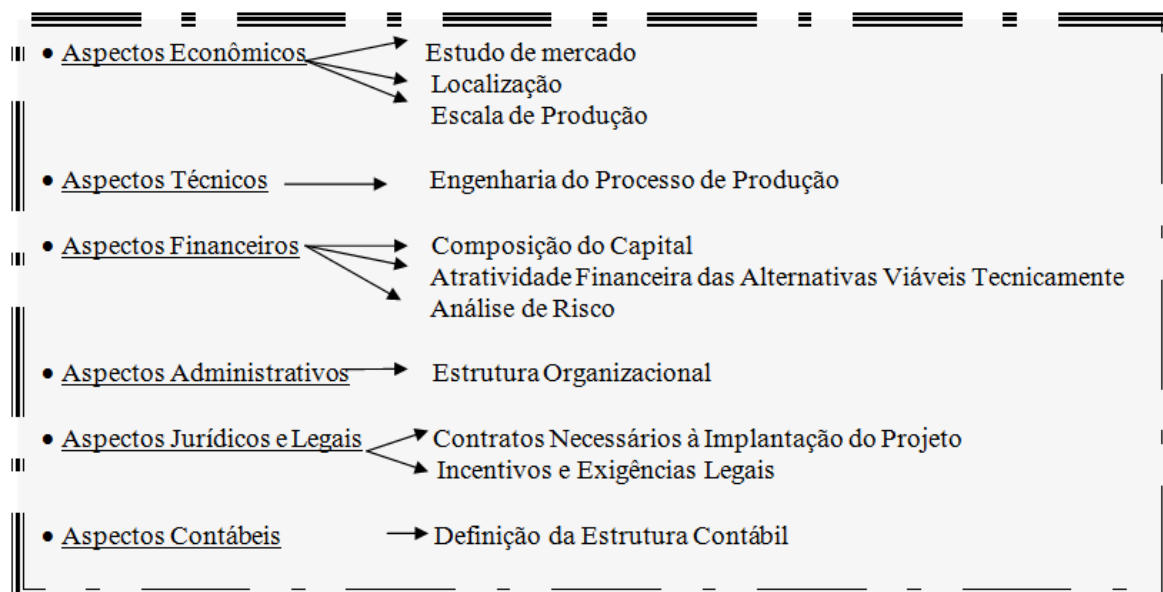 • Aspectos Econômicos Estudo de mercado
Localização
Escala de Produção
• Aspectos Técnicos Engenharia do Processo de Produção
• Aspectos Financeiros Composição do Capital
Atratividade Financeira das Alternativas Viáveis Tecnicamente
Análise de Risco
• Aspectos Administrativos Estrutura Organizacional
• Aspectos Jurídicos e Legais Contratos Necessários à Implantação do Projeto
Incentivos e Exigências Legais
• Aspectos Contábeis Definição da Estrutura Contábil